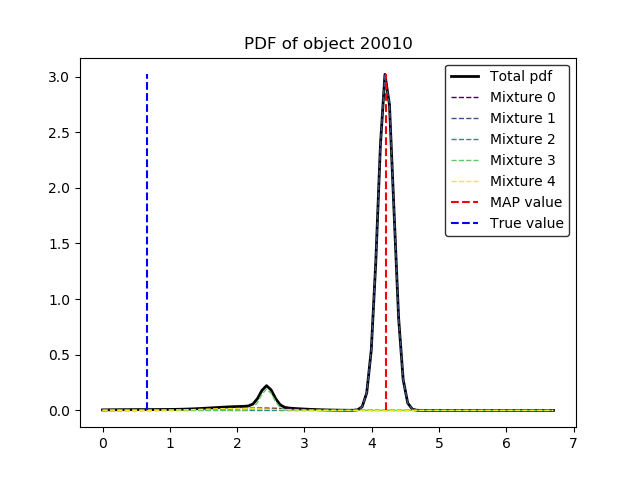 PDF of object 20010
3.0
2.5
2.0
1.5
1.0
0.5
0.0
0 1 2 3 4 5 6 7
Total pdf
Mixture 0
Mixture 1
Mixture 2
Mixture 3
Mixture 4
MAP value
True value